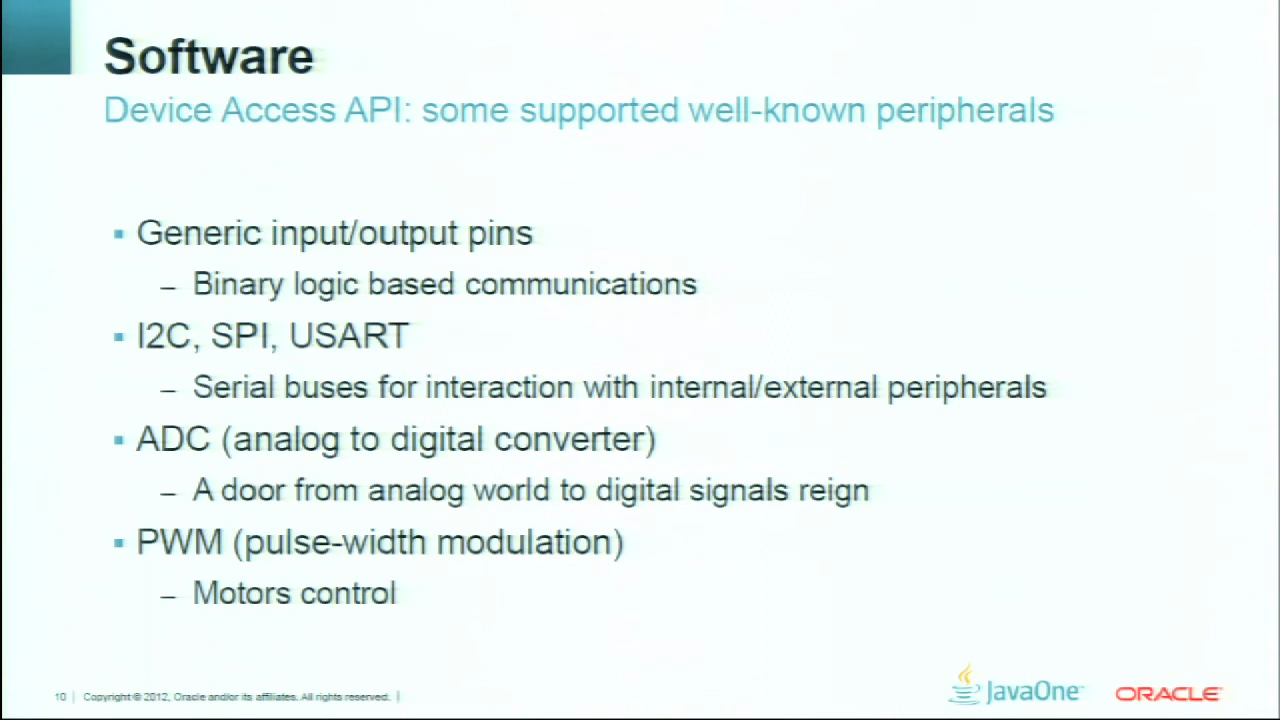 Software
Device Access API: some supported well-known peripherals
▪ Generic input/output pins
– Binary logic based communications
▪ I2C, SPI, USART
– Serial buses for interaction with internal/external peripherals
▪ ADC (analog to digital converter)
– A door from analog world to digital signals reign
▪ PWM (pulse-width modulation)
– Motors control
10 | Copyright © 2012, Oracle and/or its affiliates. All rights reserved. |
JavaOne™ ORACLE